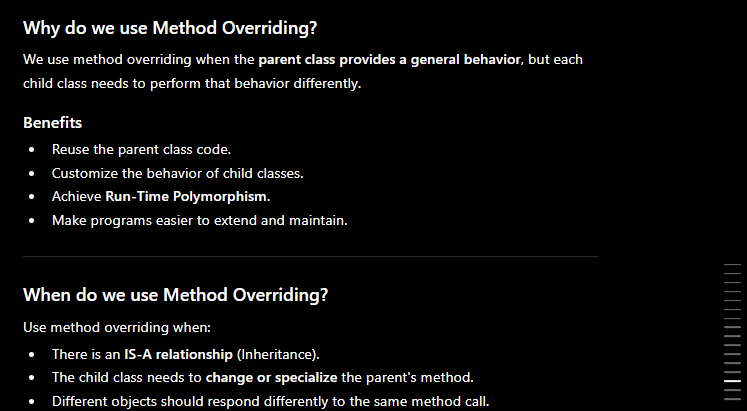 Why do we use Method Overriding?
We use method overriding when the parent class provides a general behavior, but each
child class needs to perform that behavior differently.
Benefits
• Reuse the parent class code.
• Customize the behavior of child classes.
• Achieve Run-Time Polymorphism.
• Make programs easier to extend and maintain.
When do we use Method Overriding?
Use method overriding when:
• There is an IS-A relationship (Inheritance).
• The child class needs to change or specialize the parent's method.
• Different objects should respond differently to the same method call.